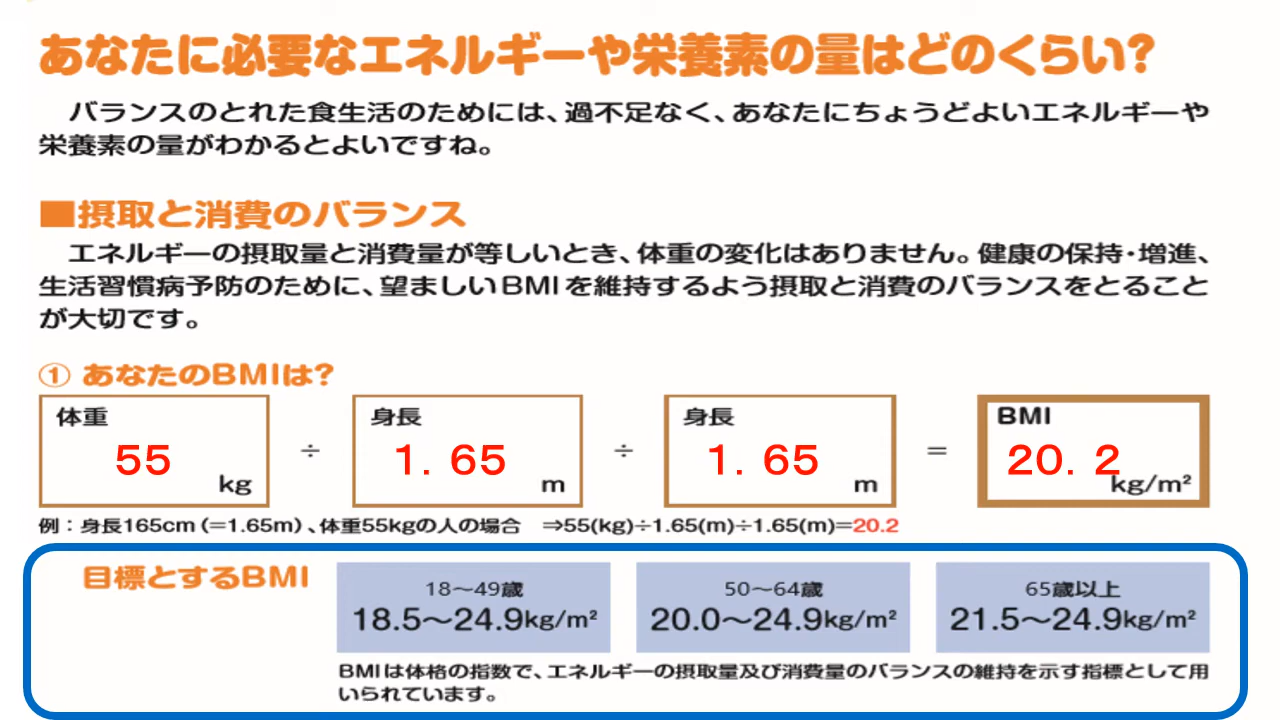 あなたに必要なエネルギーや栄養素の量はどのくらい?
バランスのとれた食生活のためには、過不足なく、あなたにちょうどよいエネルギーや
栄養素の量がわかるとよいですね。
■摂取と消費のバランス
エネルギーの摂取量と消費量が等しいとき、体重の変化はありません。健康の保持・増進、
生活習慣病予防のために、望ましいBMIを維持するよう摂取と消費のバランスをとること
が大切です。
① あなたのBMIは?
体重
55
kg
÷
身長
1. 65
m
÷
身長
1. 65
m
=
BMI
20. 2
kg/m²
例：身長165cm（=1.65m）、体重55kgの人の場合 ⇒55(kg)÷1.65(m)÷1.65(m)=20.2
目標とするBMI
18～49歳
18.5～24.9kg/m²
50～64歳
20.0～24.9kg/m²
65歳以上
21.5～24.9kg/m²
BMIは体格の指数で、エネルギーの摂取量及び消費量のバランスの維持を示す指標として用
いられています。